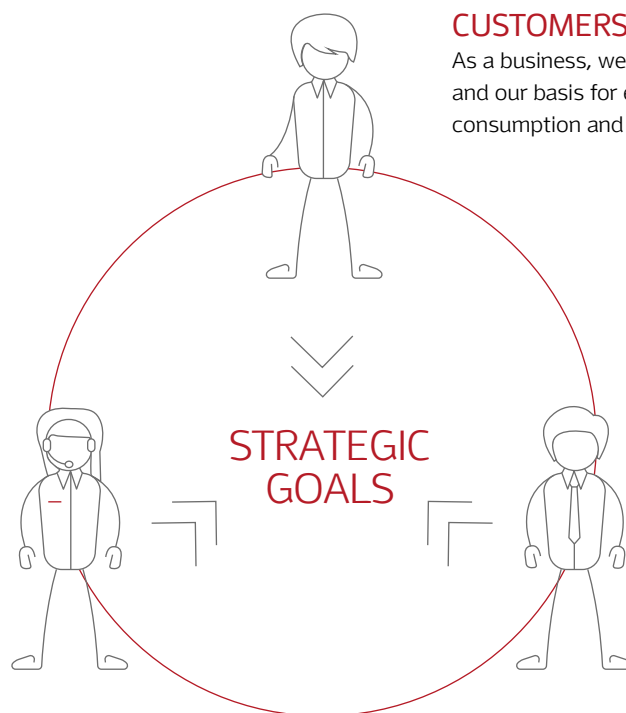 CUSTOMERS
As a business, we
and our basis for
consumption and
STRATEGIC
GOALS